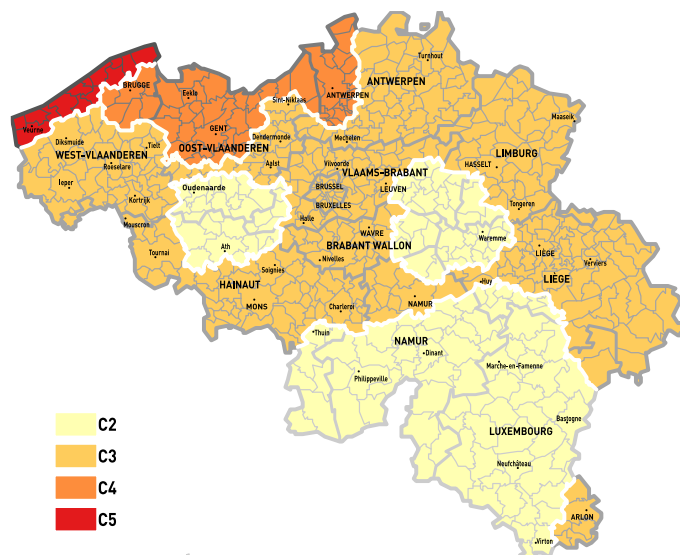 Turnhout
ANTWERPEN
BRUGGE
Eeklo
ANTWERPEN
Sint-Niklaas
Maaseik
Veurne
GENT
Diksmuide
Tielt
OOST-VLAANDEREN
Dendermonde
Mechelen
WEST-VLAANDEREN
Roeselare
Aalst
Vilvoorde
HASSELT
LIMBURG
VLAAMS-BRABANT
Ieper
Oudenaarde
BRUSSEL
LEUVEN
Kortrijk
BRUXELLES
Tongeren
Mouscron
Halle
WAVRE
Waremme
Ath
BRABANT WALLON
LIÈGE
Tournai
Nivelles
Verviers
Soignies
HAINAUT
Huy
LIÈGE
MONS
Charleroi
NAMUR
Thuin
NAMUR
Dinant
Marche-en-Famenne
Philippeville
C2
Bastogne
LUXEMBOURG
C3
Neufchâteau
C4
C5
ARLON
Virton